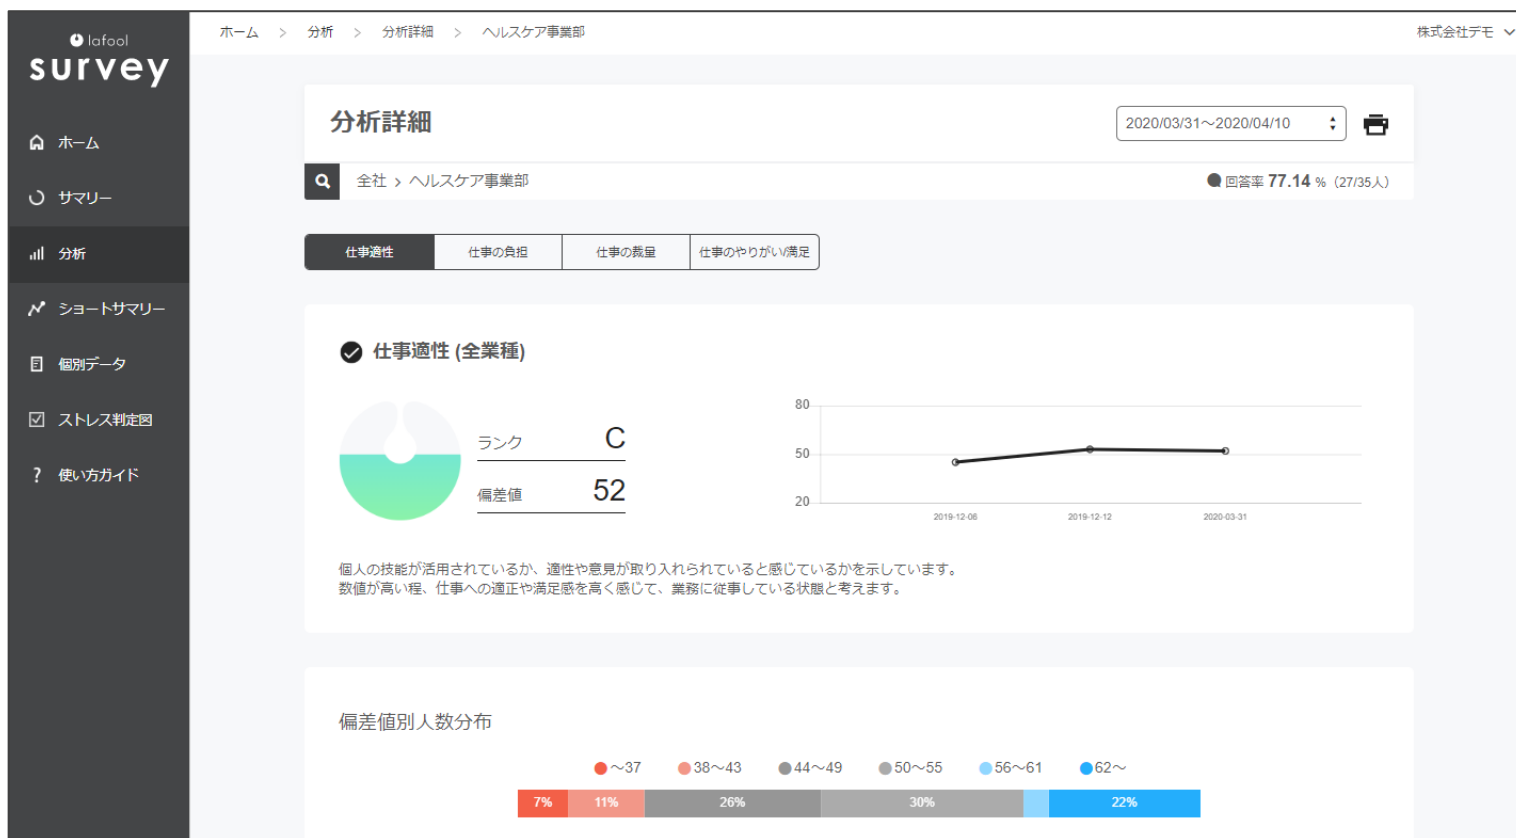 lafool
survey
ホーム > 分析 > 分析詳細 > ヘルスケア事業部
株式会社デモ
ホーム
サマリー
分析
ショートサマリー
個別データ
ストレス判定図
? 使い方ガイド
分析詳細
2020/03/31〜2020/04/10
全社 > ヘルスケア事業部
回答率 77.14 % (27/35人)
仕事適性
仕事の負担
仕事の裁量
仕事のやりがい/満足
仕事適性 (全業種)
ランク C
偏差値 52
80
50
20
2019-12-06
2019-12-12
2020-03-31
個人の技能が活用されているか、適性や意見が取り入れられていると感じているかを示しています。
数値が高い程、仕事への適正や満足感を高く感じて、業務に従事している状態と考えます。
偏差値別人数分布
〜37 38〜43 44〜49 50〜55 56〜61 62〜
7% 11% 26% 30% 22%